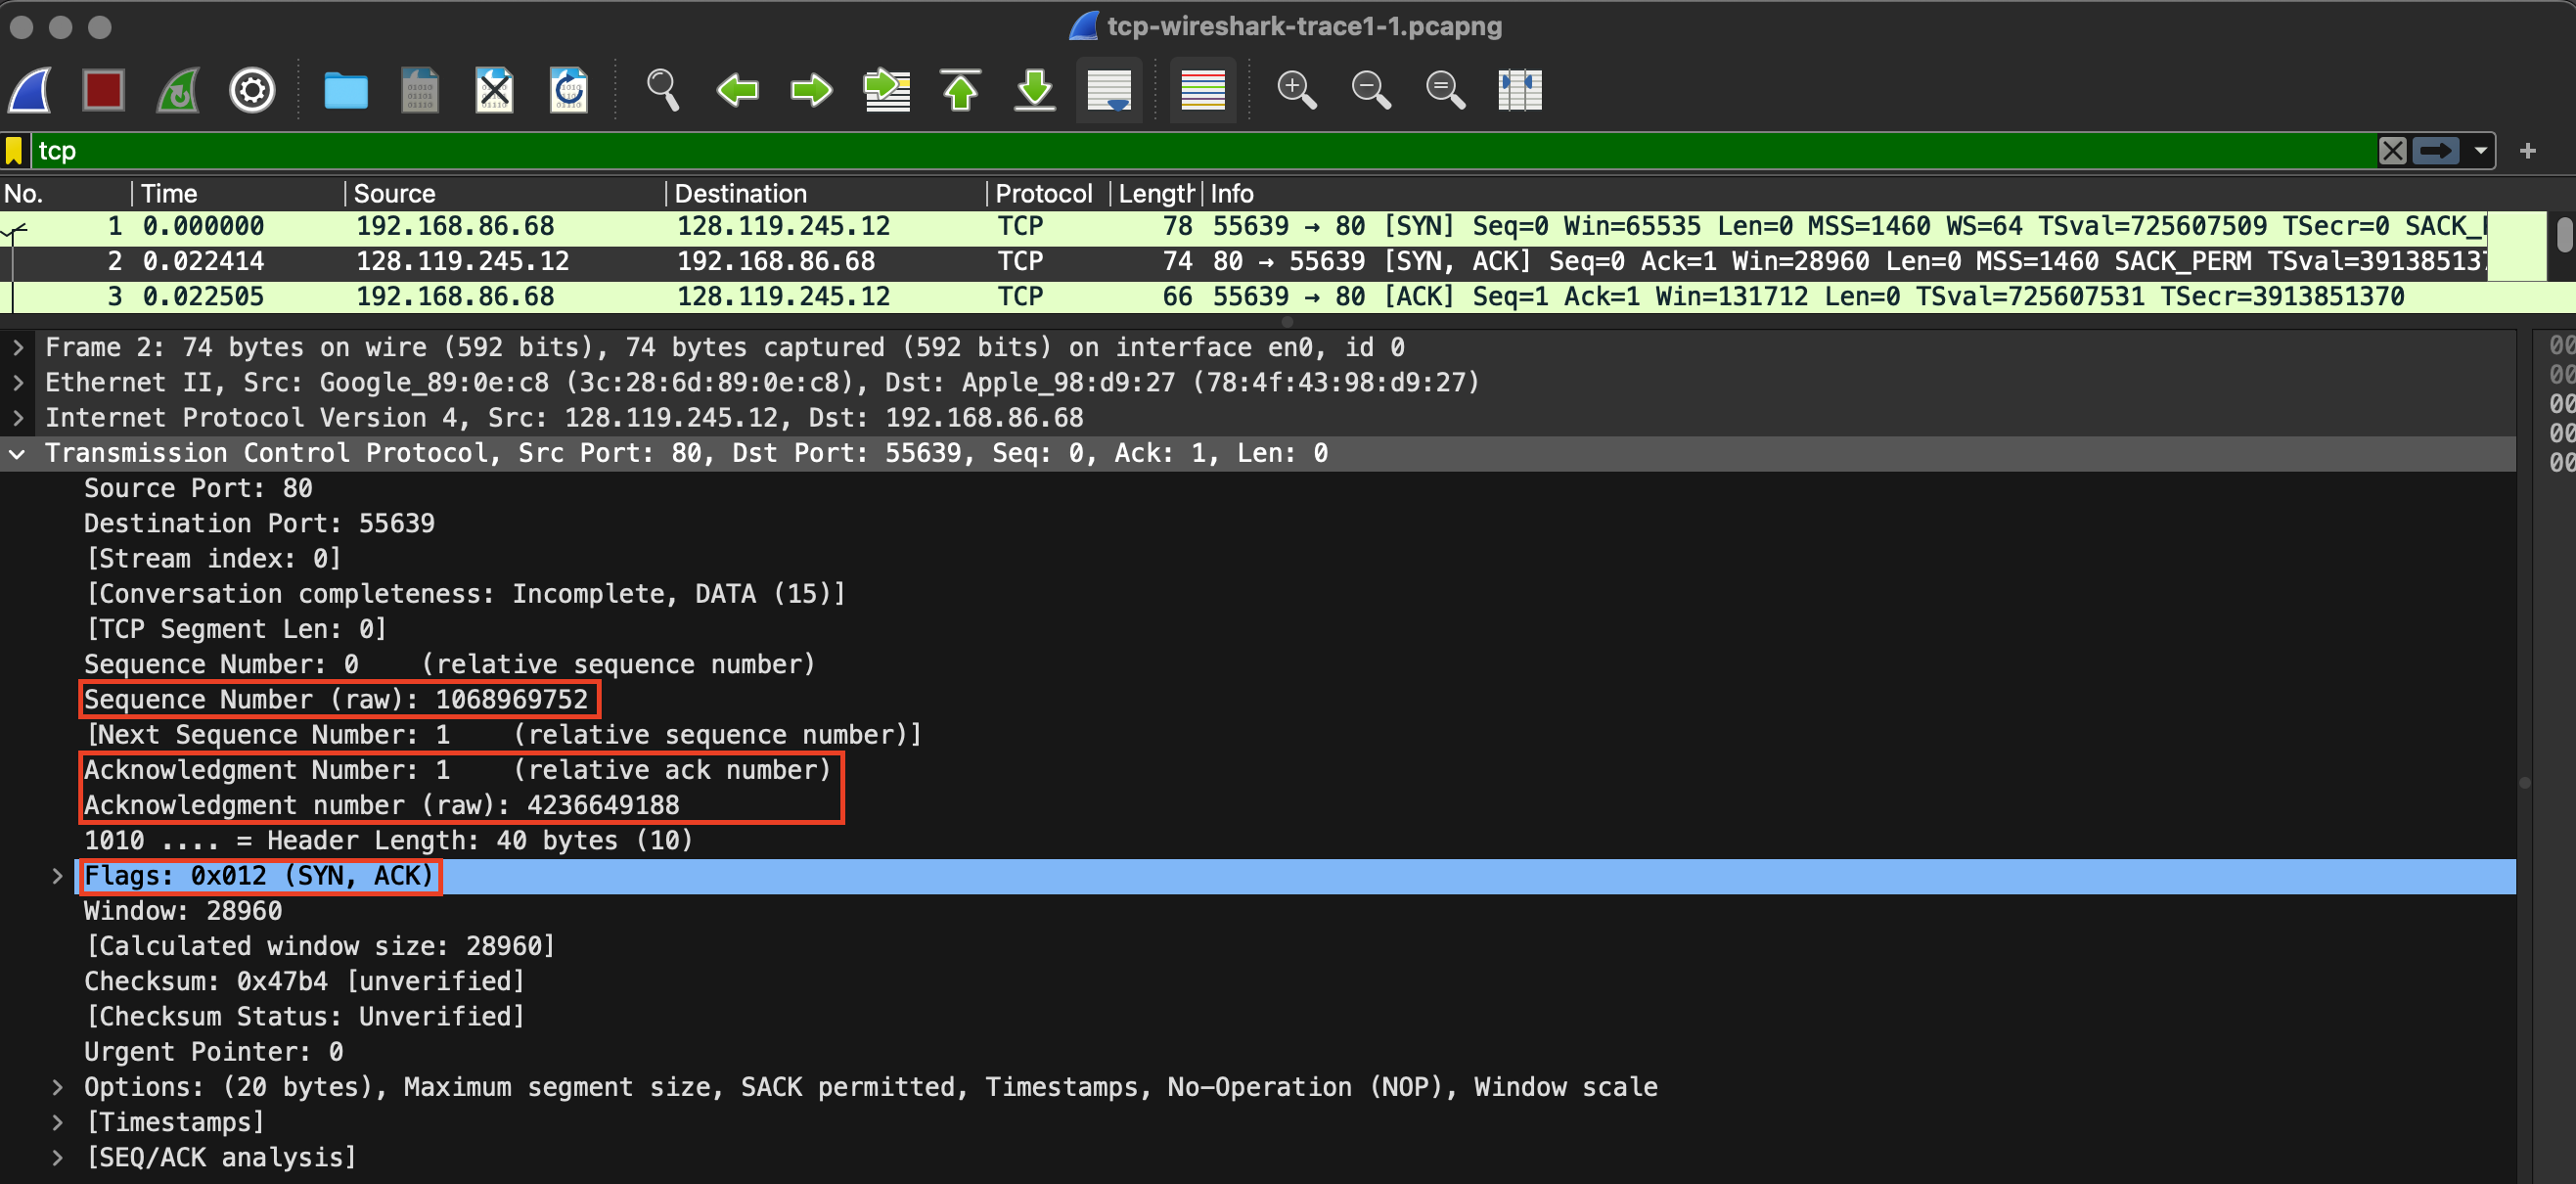 tcp-wireshark-trace1-1.pcapng
tcp
No. Time Source Destination Protocol Length Info
1 0.000000 192.168.86.68 128.119.245.12 TCP 78 55639 → 80 [SYN] Seq=0 Win=65535 Len=0 MSS=1460 WS=64 TSval=725607509 TSecr=0
2 0.022414 128.119.245.12 192.168.86.68 TCP 74 80 → 55639 [SYN, ACK] Seq=0 Ack=1 Win=28960 Len=0 MSS=1460 SACK_PERM
3 0.022505 192.168.86.68 128.119.245.12 TCP 66 55639 → 80 [ACK] Seq=1 Ack=1 Win=131712 Len=0 TSval=725607531 TSecr=3913851370
Frame 2: 74 bytes on wire (592 bits), 74 bytes captured (592 bits) on interface en0, id 0
Ethernet II, Src: Google_89:0e:c8 (3c:28:6d:89:0e:c8), Dst: Apple_98:d9:27 (78:4f:43:98:d9:27)
Internet Protocol Version 4, Src: 128.119.245.12, Dst: 192.168.86.68
Transmission Control Protocol, Src Port: 80, Dst Port: 55639, Seq: 0, Ack: 1, Len: 0
Source Port: 80
Destination Port: 55639
[Stream index: 0]
[Conversation completeness: Incomplete, DATA (15)]
[TCP Segment Len: 0]
Sequence Number: 0 (relative sequence number)
Sequence Number (raw): 1068969752
[Next Sequence Number: 1 (relative sequence number)]
Acknowledgment Number: 1 (relative ack number)
Acknowledgment number (raw): 4236649188
1010 .... = Header Length: 40 bytes (10)
Flags: 0x012 (SYN, ACK)
Window: 28960
[Calculated window size: 28960]
Checksum: 0x47b4 [unverified]
[Checksum Status: Unverified]
Urgent Pointer: 0
Options: (20 bytes), Maximum segment size, SACK permitted, Timestamps, No-Operation (NOP), Window scale
[Timestamps]
[SEQ/ACK analysis]